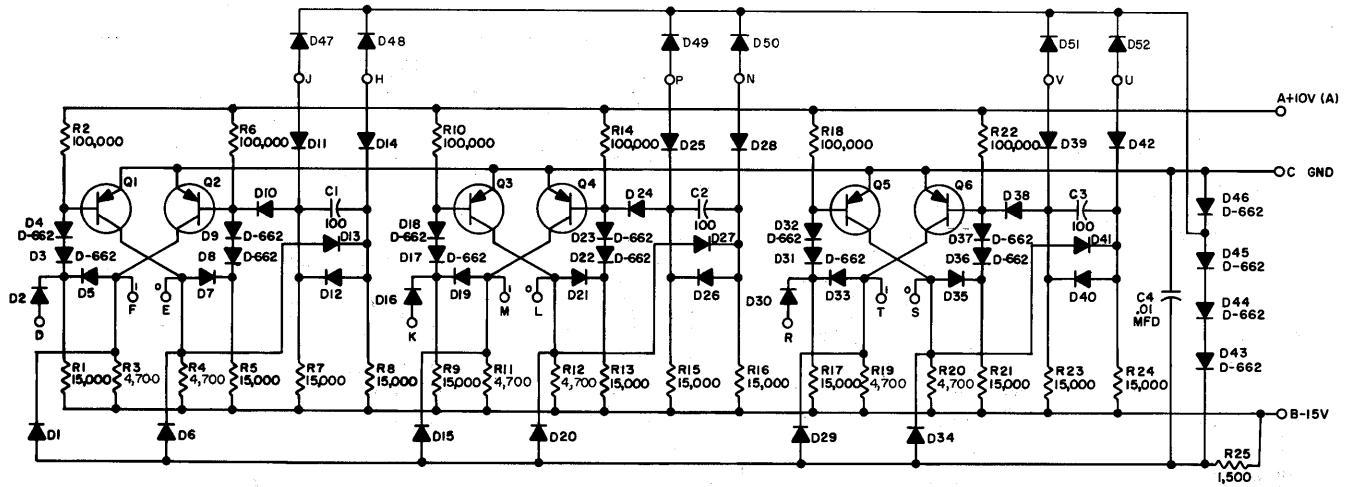 D47
D48
D49
D50
D51
D52
J
H
P
N
V
U
A+10V (A)
R2
100,000
R6
100,000
D11
D14
R10
100,000
R14
100,000
D25
D28
R18
100,000
R22
100,000
D39
D42
C GND
Q1
Q2
D10
C1
100
Q3
Q4
D24
C2
100
Q5
Q6
D38
C3
100
D46
D-662
D4
D-662
D9
D-662
D13
D18
D-662
D23
D-662
D27
D32
D-662
D37
D-662
D41
D3
D-662
D8
D-662
D17
D-662
D22
D-662
D31
D-662
D36
D-662
D45
D-662
D2
D5
D7
D12
D16
D19
D21
D26
D30
D33
D35
D40
C4
.01
MFD
D44
D-662
1
0
1
0
1
0
D
F
E
K
M
L
R
T
S
D43
D-662
R1
15,000
R3
4,700
R4
4,700
R5
15,000
R7
15,000
R8
15,000
R9
15,000
R11
4,700
R12
4,700
R13
15,000
R15
15,000
R16
15,000
R17
15,000
R19
4,700
R20
4,700
R21
15,000
R23
15,000
R24
15,000
B-15V
D1
D6
D15
D20
D29
D34
R25
1,500